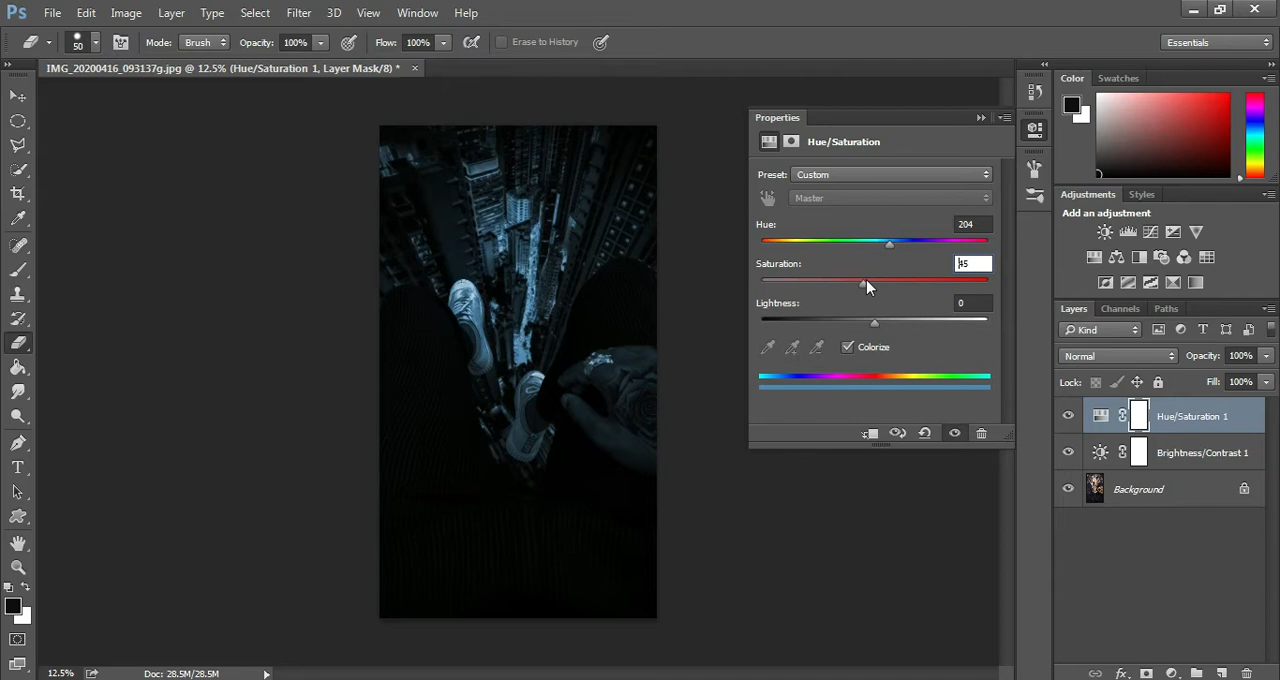 Ps File Edit Image Layer Type Select Filter 3D View Window Help
50 Mode: Brush Opacity: 100% Flow: 100% Erase to History Essentials
IMG_20200416_093137g.jpg @ 12.5% (Hue/Saturation 1, Layer Mask/8) * ×
Properties
Hue/Saturation
Preset: Custom
Master
Hue: 204
Saturation: 45
Lightness: 0
Colorize
Color Swatches
Adjustments Styles
Add an adjustment
Layers Channels Paths
Kind
Normal Opacity: 100%
Lock: Fill: 100%
Hue/Saturation 1
Brightness/Contrast 1
Background
12.5% Doc: 28.5M/28.5M